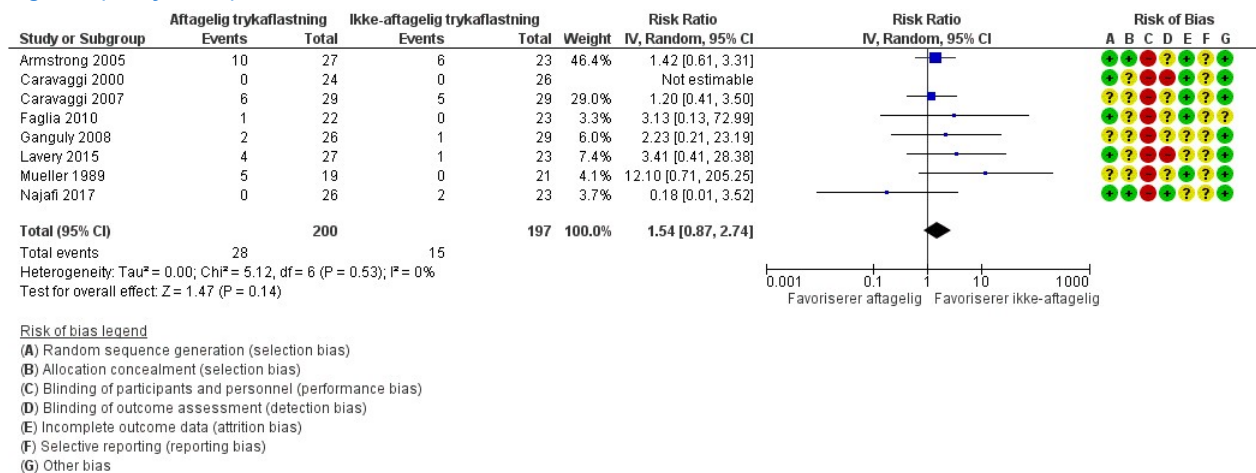 Aftagelig trykaflastning Ikke-aftagelig trykaflastning Risk Ratio Risk Ratio Risk of Bias
Study or Subgroup Events Total Events Total Weight IV, Random, 95% CI IV, Random, 95% CI A B C D E F G
Armstrong 2005 10 27 6 23 46.4% 1.42 [0.61, 3.31] + + - ? + ? +
Caravaggi 2000 0 24 0 26 Not estimable + ? - - + ? +
Caravaggi 2007 6 29 5 29 29.0% 1.20 [0.41, 3.50] ? ? - ? ? ? +
Faglia 2010 1 22 0 23 3.3% 3.13 [0.13, 72.99] + ? - ? + ? ?
Ganguly 2008 2 26 1 29 6.0% 2.23 [0.21, 23.19] ? ? - ? ? ? +
Lavery 2015 4 27 1 23 7.4% 3.41 [0.41, 28.38] + ? - - ? ? +
Mueller 1989 5 19 0 21 4.1% 12.10 [0.71, 205.25] ? ? - ? + ? +
Najafi 2017 0 26 2 23 3.7% 0.18 [0.01, 3.52] + + - + ? ? +
Total (95% CI) 200 197 100.0% 1.54 [0.87, 2.74]
Total events 28 15
Heterogeneity: Tau² = 0.00; Chi² = 5.12, df = 6 (P = 0.53); I² = 0%
Test for overall effect: Z = 1.47 (P = 0.14)
0.001 0.1 1 10 1000
Favoriserer aftagelig Favoriserer ikke-aftagelig
Risk of bias legend
(A) Random sequence generation (selection bias)
(B) Allocation concealment (selection bias)
(C) Blinding of participants and personnel (performance bias)
(D) Blinding of outcome assessment (detection bias)
(E) Incomplete outcome data (attrition bias)
(F) Selective reporting (reporting bias)
(G) Other bias